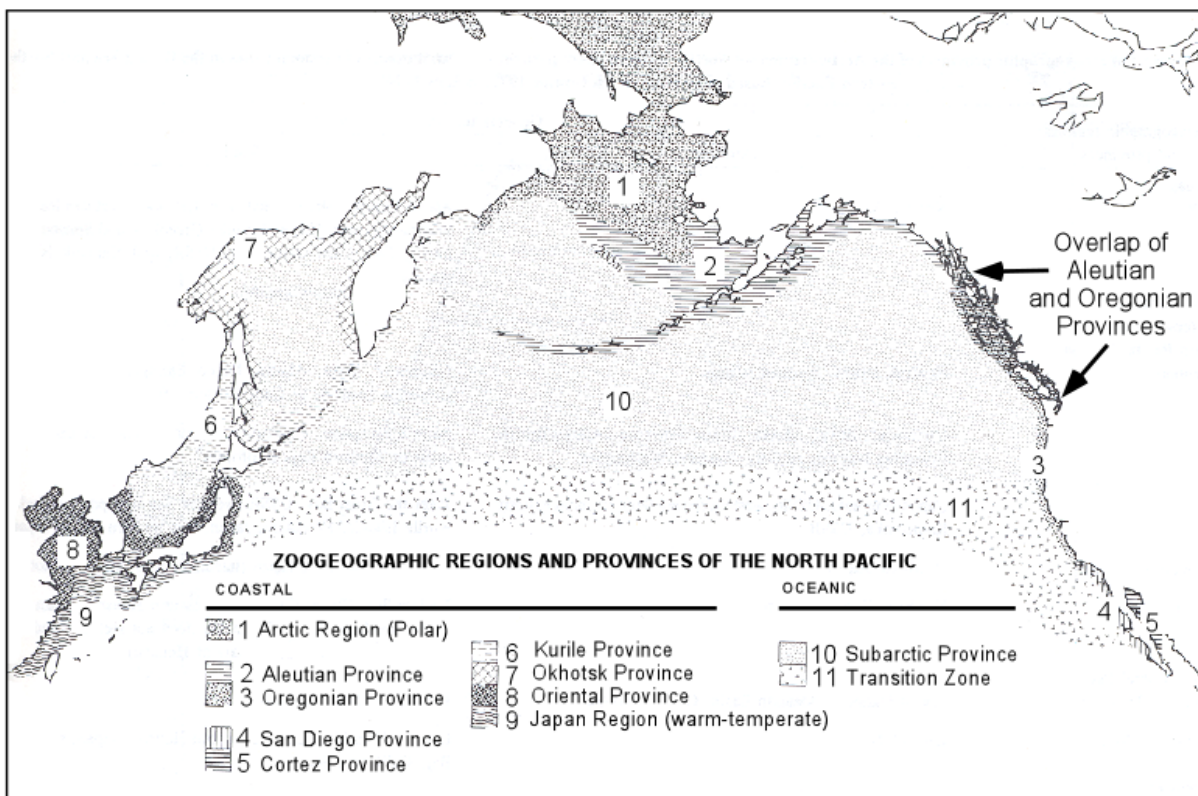 1
7
2
Overlap of
Aleutian
and Oregonian
Provinces
10
6
3
11
8
9
4
5
ZOOGEOGRAPHIC REGIONS AND PROVINCES OF THE NORTH PACIFIC
COASTAL
OCEANIC
1 Arctic Region (Polar)
2 Aleutian Province
3 Oregonian Province
4 San Diego Province
5 Cortez Province
6 Kurile Province
7 Okhotsk Province
8 Oriental Province
9 Japan Region (warm-temperate)
10 Subarctic Province
11 Transition Zone